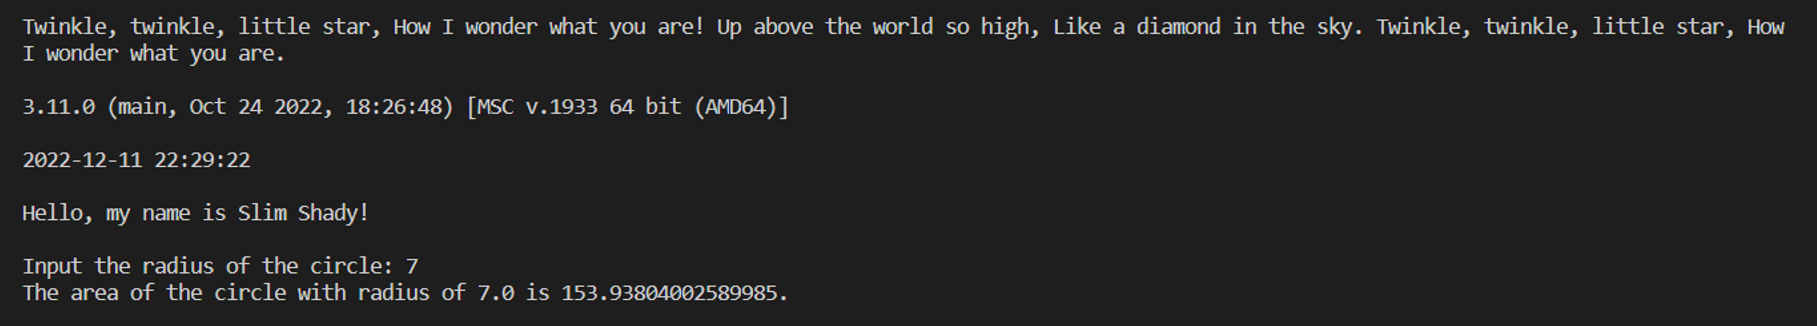 Twinkle, twinkle, little star, How I wonder what you are! Up above the world so high, Like a diamond in the sky. Twinkle, twinkle, little star, How
I wonder what you are.
3.11.0 (main, Oct 24 2022, 18:26:48) [MSC v.1933 64 bit (AMD64)]
2022-12-11 22:29:22
Hello, my name is Slim Shady!
Input the radius of the circle: 7
The area of the circle with radius of 7.0 is 153.93804002589985.